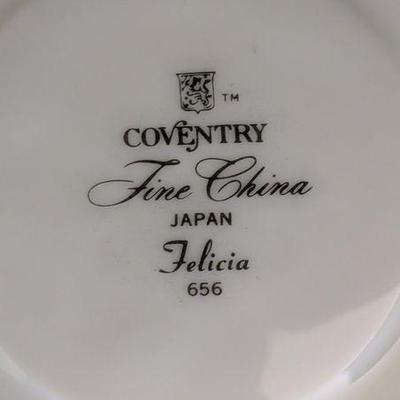 TM
COVENTRY
Fine China
JAPAN
Felicia
656